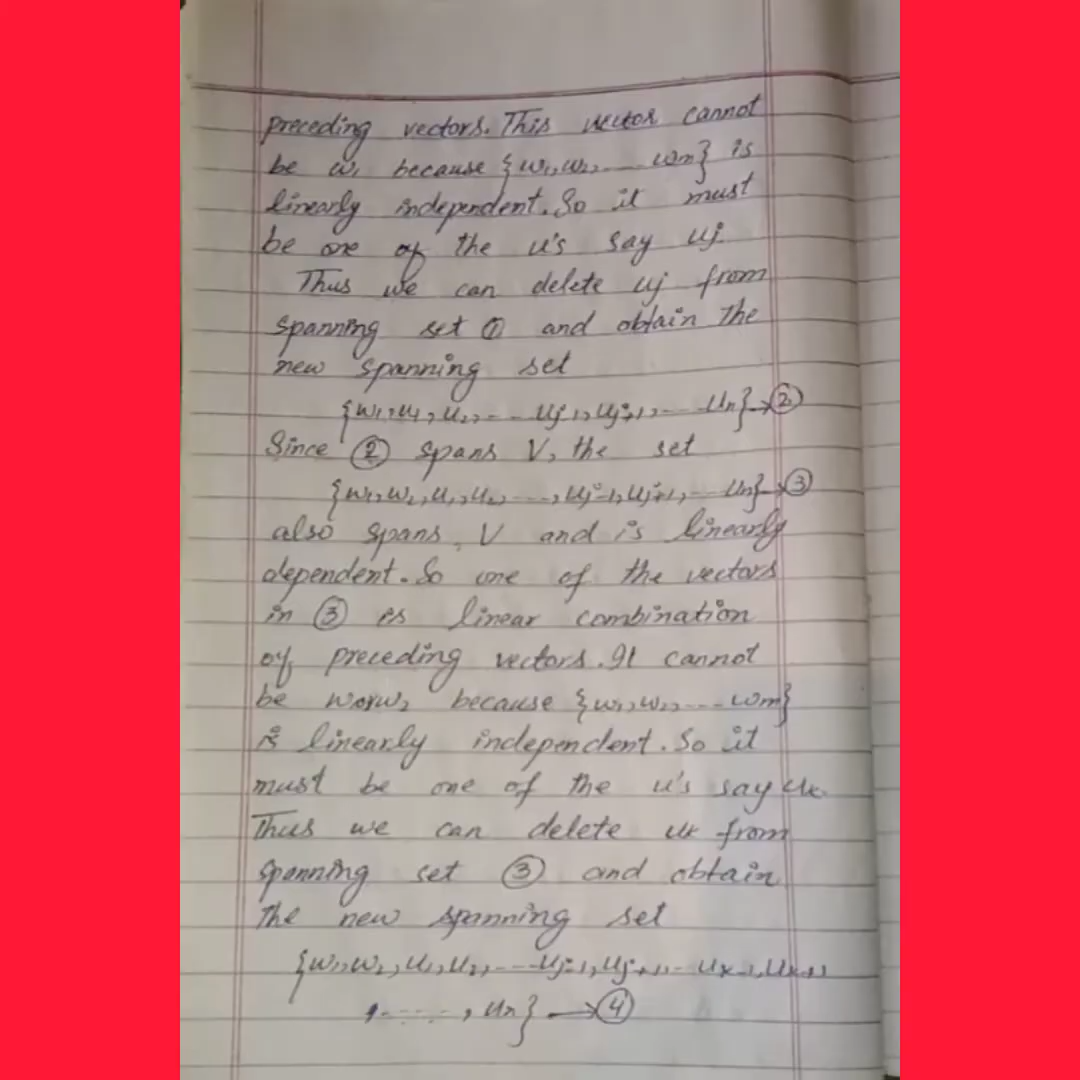 preceding vectors. This vector cannot
be w₁ because {w₁,w₂,.....wm} is
linearly independent. So it must
be one of the u's say uj.
Thus we can delete uj from
spanning set ① and obtain the
new spanning set
{w₁,u₁,u₂,....uj-1,uj+1,....un}→②
Since ② spans V, the set
{w₁,w₂,u₁,u₂,....,uj-1,uj+1,...un}→③
also spans V and is linearly
dependent. So one of the vectors
in ③ is linear combination
of preceding vectors. It cannot
be w₁orw₂ because {w₁,w₂,....wm}
is linearly independent. So it
must be one of the u's say uk.
Thus we can delete uk from
spanning set ③ and obtain
the new spanning set
{w₁,w₂,u₁,u₂,....uj-1,uj+1,..uk-1,uk+1
,......,un}→④